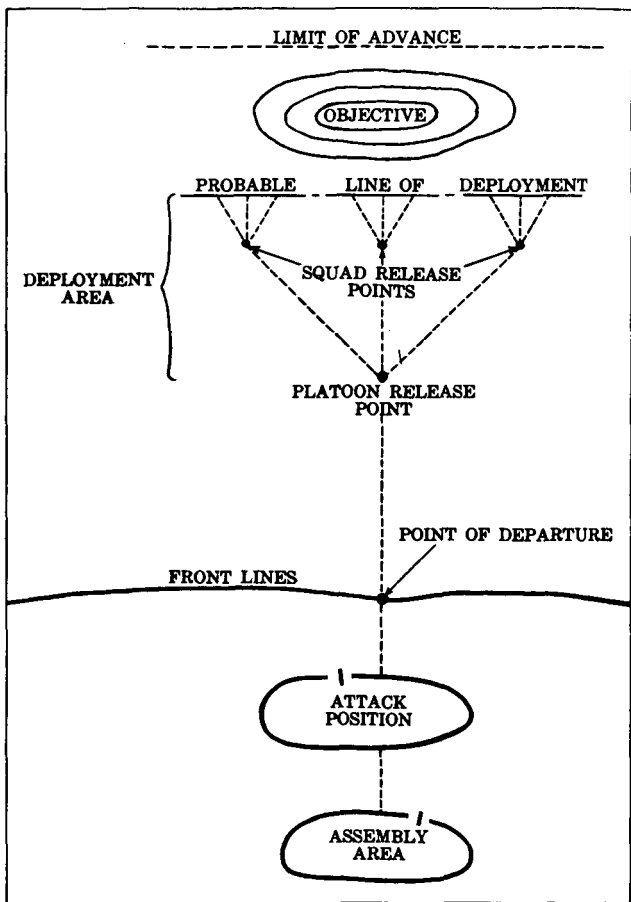 LIMIT OF ADVANCE
OBJECTIVE
PROBABLE LINE OF DEPLOYMENT
SQUAD RELEASE
POINTS
DEPLOYMENT
AREA
PLATOON RELEASE
POINT
POINT OF DEPARTURE
FRONT LINES
ATTACK
POSITION
ASSEMBLY
AREA